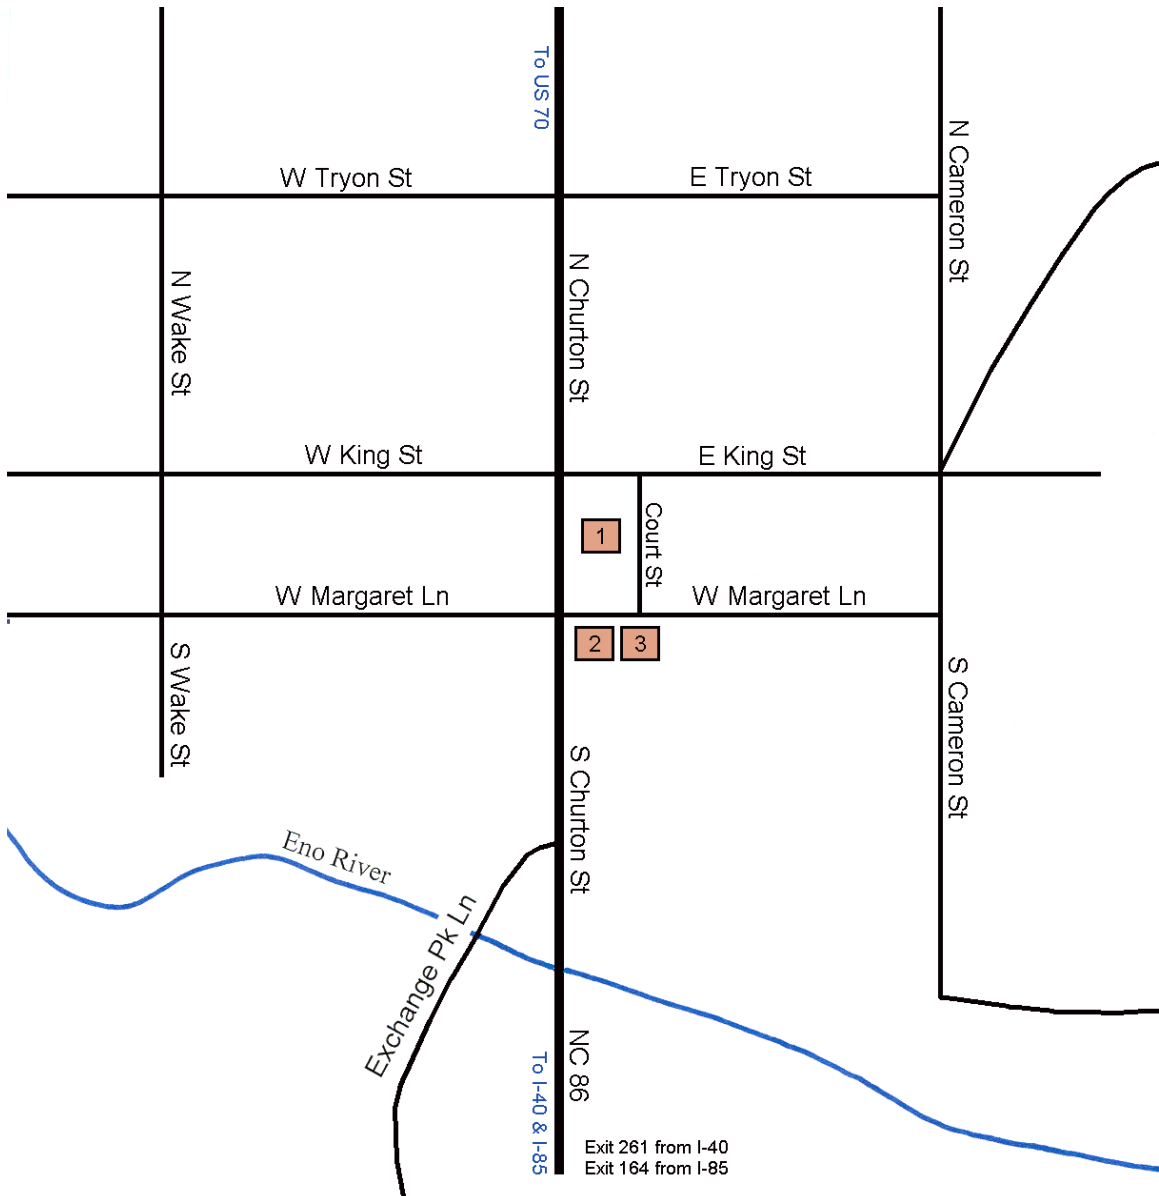 To US 70
N Cameron St
W Tryon St
E Tryon St
N Wake St
N Churton St
W King St
E King St
1
Court St
W Margaret Ln
W Margaret Ln
2
3
S Wake St
S Cameron St
S Churton St
Eno River
Exchange Pk Ln
NC 86
To I-40 & I-85
Exit 261 from I-40
Exit 164 from I-85